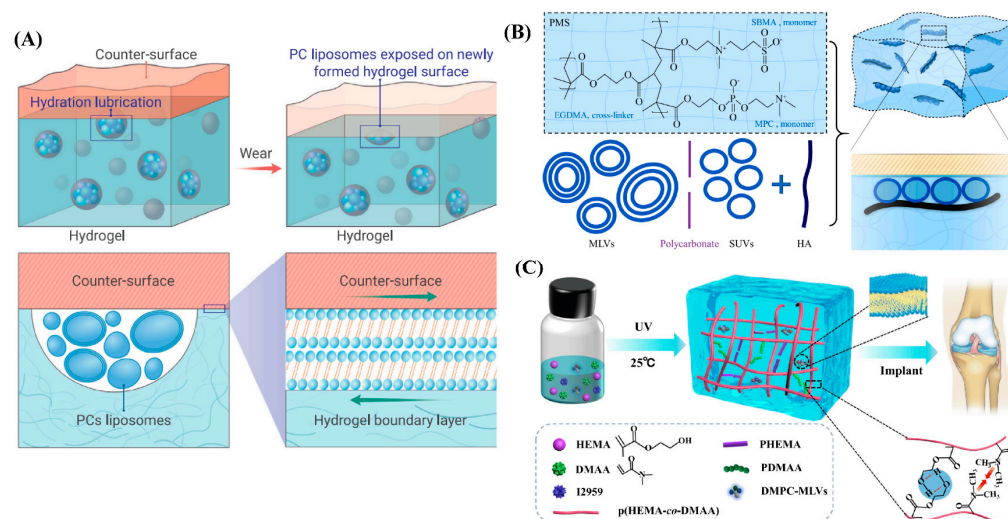 (A)
Counter-surface
Hydration lubrication
Hydrogel
Wear
PC liposomes exposed on newly
formed hydrogel surface
Hydrogel
Counter-surface
PCs liposomes
Counter-surface
Hydrogel boundary layer
(B)
PMS
SBMA , monomer
EGDMA, cross-linker
MPC , monomer
MLVs
Polycarbonate
SUVs
HA
(C)
UV
25℃
Implant
HEMA
OH
DMAA
I2959
p(HEMA-co-DMAA)
PHEMA
PDMAA
DMPC-MLVs